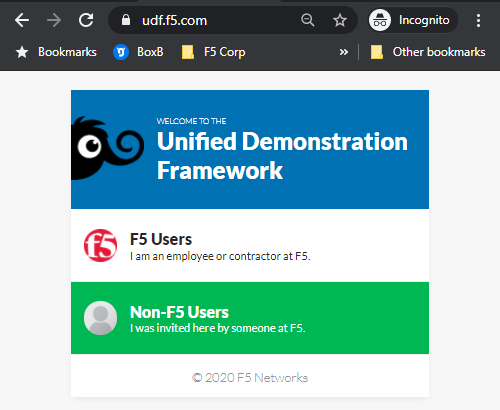 udf.f5.com
Incognito
Bookmarks
BoxB
F5 Corp
»
Other bookmarks
WELCOME TO THE
Unified Demonstration
Framework
f5
F5 Users
I am an employee or contractor at F5.
Non-F5 Users
I was invited here by someone at F5.
© 2020 F5 Networks